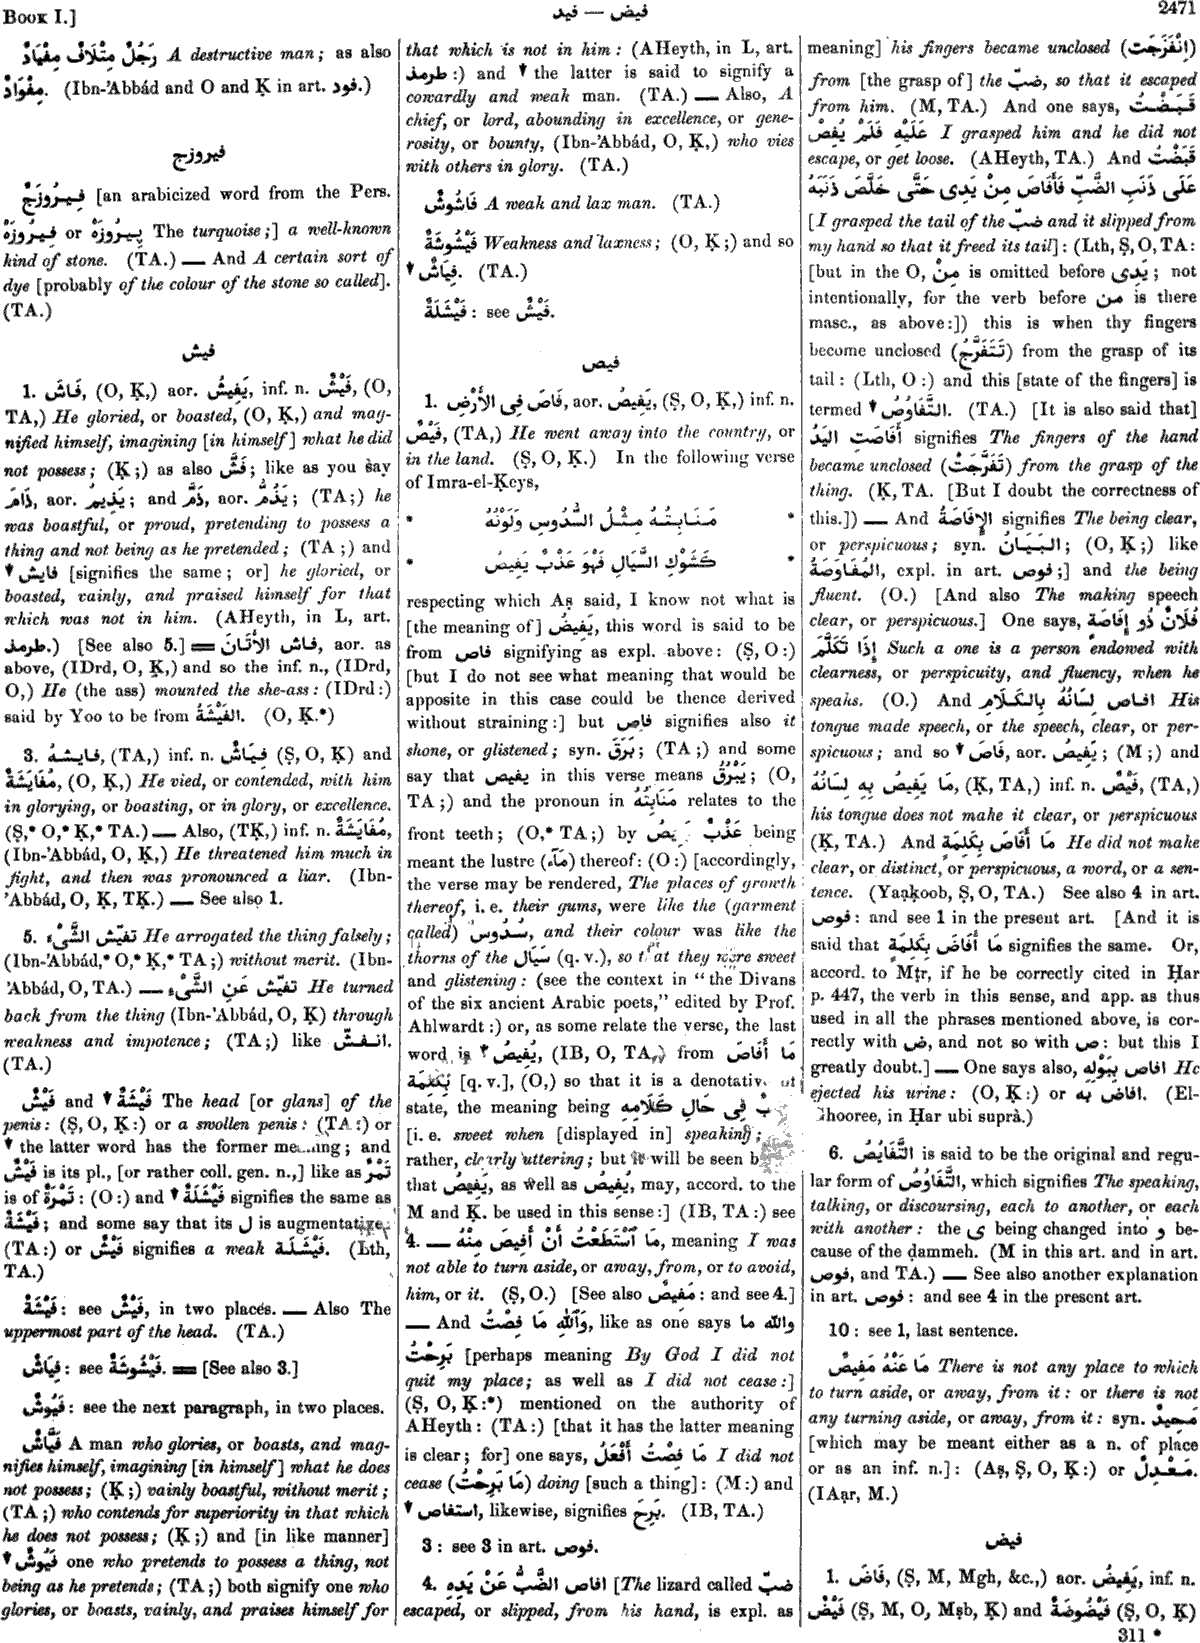 Book I.]
فيد — فيض
2471
رَجُلٌ مِتْلَافٌ مِفْيَادٌ A destructive man; as also
مِفْوَادٌ. (Ibn-'Abbád and O and Ḳ in art. فود.)
فيروزج
فِيرُوزَجٌ [an arabicized word from the Pers.
پِيرُوزَهْ or فِيرُوزَهْ The turquoise;] a well-known
kind of stone. (TA.) — And A certain sort of
dye [probably of the colour of the stone so called].
(TA.)
فيش
1. فَاشَ, (O, Ḳ,) aor. يَفِيشُ, inf. n. فَيْشٌ, (O,
TA,) He gloried, or boasted, (O, Ḳ,) and mag-
nified himself, imagining [in himself] what he did
not possess; (Ḳ;) as also فَشَّ; like as you say
ذَامَ, aor. يَذِيمُ; and ذَمَّ, aor. يَذُمُّ; (TA;) he
was boastful, or proud, pretending to possess a
thing and not being as he pretended; (TA;) and
▼ فايش [signifies the same; or] he gloried, or
boasted, vainly, and praised himself for that
which was not in him. (AHeyth, in L, art.
طرمذ.) [See also 5.] = فاش الأَتَانَ, aor. as
above, (IDrd, O, Ḳ,) and so the inf. n., (IDrd,
O,) He (the ass) mounted the she-ass: (IDrd:)
said by Yoo to be from الفَيْشَةُ. (O, Ḳ.*)
3. فايشهُ, (TA,) inf. n. فِيَاشٌ (Ṣ, O, Ḳ) and
مُفَايَشَةٌ, (O, Ḳ,) He vied, or contended, with him
in glorying, or boasting, or in glory, or excellence.
(Ṣ,* O,* Ḳ,* TA.) — Also, (TḲ,) inf. n. مُفَايَشَةٌ,
(Ibn-'Abbád, O, Ḳ,) He threatened him much in
fight, and then was pronounced a liar. (Ibn-
'Abbád, O, Ḳ, TḲ.) — See also 1.
5. تفيّش الشَّىْءَ He arrogated the thing falsely;
(Ibn-'Abbád,* O,* Ḳ,* TA;) without merit. (Ibn-
'Abbád, O, TA.) — تفيّش عَنِ الشَّىْءِ He turned
back from the thing (Ibn-'Abbád, O, Ḳ) through
weakness and impotence; (TA;) like انفشّ.
(TA.)
فَيْشٌ and ▼ فَيْشَةٌ The head [or glans] of the
penis: (Ṣ, O, Ḳ:) or a swollen penis: (TA:) or
▼ the latter word has the former meaning; and
فَيْشٌ is its pl., [or rather coll. gen. n.,] like as تَمْرٌ
is of تَمْرَةٌ: (O:) and ▼ فَيْشَلَةٌ signifies the same as
فَيْشَةٌ; and some say that its ل is augmentative:
(TA:) or فَيْشٌ signifies a weak فَيْشَلَة. (Lth,
TA.)
فَيْشَةٌ: see فَيْشٌ, in two places. — Also The
uppermost part of the head. (TA.)
فِيَاشٌ: see فَيْشُوشَةٌ. = [See also 3.]
فَيُوشٌ: see the next paragraph, in two places.
فَيَّاشٌ A man who glories, or boasts, and mag-
nifies himself, imagining [in himself] what he does
not possess; (Ḳ;) vainly boastful, without merit;
(TA;) who contends for superiority in that which
he does not possess; (Ḳ;) and [in like manner]
▼ فَيُوشٌ one who pretends to possess a thing, not
being as he pretends; (TA;) both signify one who
glories, or boasts, vainly, and praises himself for
that which is not in him: (AHeyth, in L, art.
طرمذ:) and ▼ the latter is said to signify a
cowardly and weak man. (TA.) — Also, A
chief, or lord, abounding in excellence, or gene-
rosity, or bounty, (Ibn-'Abbád, O, Ḳ,) who vies
with others in glory. (TA.)
فَاشُوشٌ A weak and lax man. (TA.)
فَيْشُوشَةٌ Weakness and laxness; (O, Ḳ;) and so
▼ فِيَاشٌ. (TA.)
فَيْشَلَةٌ: see فَيْشٌ.
فيص
1. فَاصَ فِى الأَرْضِ, aor. يَفِيصُ, (Ṣ, O, Ḳ,) inf. n.
فَيْصٌ, (TA,) He went away into the country, or
in the land. (Ṣ, O, Ḳ.) In the following verse
of Imra-el-Ḳeys,
* مَنَابِتُهُ مِثْلُ السُّدُوسِ وَلَوْنُهُ *
* كَشَوْكِ السَّيَالِ فَهْوَ عَذْبٌ يَفِيصُ *
respecting which Aṣ said, I know not what is
[the meaning of] يَفِيصُ, this word is said to be
from فاص signifying as expl. above: (Ṣ, O:)
[but I do not see what meaning that would be
apposite in this case could be thence derived
without straining:] but فاص signifies also it
shone, or glistened; syn. بَرَقَ; (TA;) and some
say that يفيص in this verse means يَبْرُقُ; (O,
TA;) and the pronoun in مَنَابِتُهُ relates to the
front teeth; (O,* TA;) by عَذْبٌ يَفِيصُ being
meant the lustre (مَآء) thereof: (O:) [accordingly,
the verse may be rendered, The places of growth
thereof, i. e. their gums, were like the (garment
called) سُدُوس, and their colour was like the
thorns of the سَيَال (q. v.), so that they were sweet
and glistening: (see the context in "the Divans
of the six ancient Arabic poets," edited by Prof.
Ahlwardt:) or, as some relate the verse, the last
word is ▼ يُفِيصُ, (IB, O, TA,) from مَا أَفَاصَ
بِكَلِمَةٍ [q. v.], (O,) so that it is a denotative of
state, the meaning being فِى حَالِ كَلَامِهِ
[i. e. sweet when [displayed in] speaking;
rather, clearly uttering; but it will be seen
that يَفِيصُ, as well as يُفِيصُ, may, accord. to the
M and Ḳ. be used in this sense:] (IB, TA:) see
4. — مَا ٱسْتَطَعْتُ أَنْ أَفِيصَ مِنْهُ, meaning I was
not able to turn aside, or away, from, or to avoid,
him, or it. (Ṣ, O.) [See also مَفِيصٌ: and see 4.]
— And وَٱللّٰهِ مَا فِصْتُ, like as one says والله ما
بَرِحْتُ [perhaps meaning By God I did not
quit my place; as well as I did not cease:]
(Ṣ, O, Ḳ:*) mentioned on the authority of
AHeyth: (TA:) [that it has the latter meaning
is clear; for] one says, مَا فِصْتُ أَفْعَلُ I did not
cease (مَا بَرِحْتُ) doing [such a thing]: (M:) and
▼ استفاص, likewise, signifies بَرِحَ. (IB, TA.)
3: see 3 in art. فوص.
4. افاص الضَّبُّ عَنْ يَدِهِ [The lizard called ضبّ
escaped, or slipped, from his hand, is expl. as
meaning] his fingers became unclosed (اِنْفَرَجَت)
from [the grasp of] the ضبّ, so that it escaped
from him. (M, TA.) And one says, قَبَضْتُ
عَلَيْهِ فَلَمْ يُفِصْ I grasped him and he did not
escape, or get loose. (AHeyth, TA.) And قَبَضْتُ
عَلَى ذَنَبِ الضَّبِّ فَأَفَاصَ مِنْ يَدِى حَتَّى خَلَّصَ ذَنَبَهُ
[I grasped the tail of the ضبّ and it slipped from
my hand so that it freed its tail]: (Lth, Ṣ, O, TA:
[but in the O, مِنْ is omitted before يَدِى; not
intentionally, for the verb before من is there
masc., as above:]) this is when thy fingers
become unclosed (تَتَفَرَّجُ) from the grasp of its
tail: (Lth, O:) and this [state of the fingers] is
termed ▼ التَّفَاوُصُ. (TA.) [It is also said that]
أَفَاصَتِ اليَدُ signifies The fingers of the hand
became unclosed (تَفَرَّجَتْ) from the grasp of the
thing. (Ḳ, TA. [But I doubt the correctness of
this.]) — And الإِفَاصَةُ signifies The being clear,
or perspicuous; syn. البَيَانُ; (O, Ḳ;) like
المُفَاوَصَةُ, expl. in art. فوص;] and the being
fluent. (O.) [And also The making speech
clear, or perspicuous.] One says, فُلَانٌ ذُو إِفَاصَةٍ
إِذَا تَكَلَّمَ Such a one is a person endowed with
clearness, or perspicuity, and fluency, when he
speaks. (O.) And افاص لِسَانُهُ بِالكَلَامِ His
tongue made speech, or the speech, clear, or per-
spicuous; and so ▼ فَاصَ, aor. يَفِيصُ; (M;) and
مَا يَفِيصُ بِهِ لِسَانُهُ, (Ḳ, TA,) inf. n. فَيْصٌ, (TA,)
his tongue does not make it clear, or perspicuous
(Ḳ, TA.) And مَا أَفَاصَ بِكَلِمَةٍ He did not make
clear, or distinct, or perspicuous, a word, or a sen-
tence. (Yaạḳoob, Ṣ, O, TA.) See also 4 in art.
فوص: and see 1 in the present art. [And it is
said that مَا أَفَاضَ بِكَلِمَةٍ signifies the same. Or,
accord. to Mṭr, if he be correctly cited in Ḥar
p. 447, the verb in this sense, and app. as thus
used in all the phrases mentioned above, is cor-
rectly with ض, and not so with ص: but this I
greatly doubt.] — One says also, افاص بِبَوْلِهِ He
ejected his urine: (O, Ḳ:) or افاض به. (El-
Ghooree, in Ḥar ubi suprà.)
6. التَّفَايُصُ is said to be the original and regu-
lar form of التَّفَاوُصُ, which signifies The speaking,
talking, or discoursing, each to another, or each
with another: the ى being changed into و be-
cause of the ḍammeh. (M in this art. and in art.
فوص, and TA.) — See also another explanation
in art. فوص: and see 4 in the present art.
10: see 1, last sentence.
مَا عَنْهُ مَفِيصٌ There is not any place to which
to turn aside, or away, from it: or there is not
any turning aside, or away, from it: syn. مَحِيدٌ
[which may be meant either as a n. of place
or as an inf. n.]: (Aṣ, Ṣ, O, Ḳ:) or مَعْدِلٌ.
(IAạr, M.)
فيض
1. فَاضَ, (Ṣ, M, Mgh, &c.,) aor. يَفِيضُ, inf. n.
فَيْضٌ (Ṣ, M, O, Mṣb, Ḳ) and فَيْضُوضَةٌ (Ṣ, O, Ḳ)
311 *